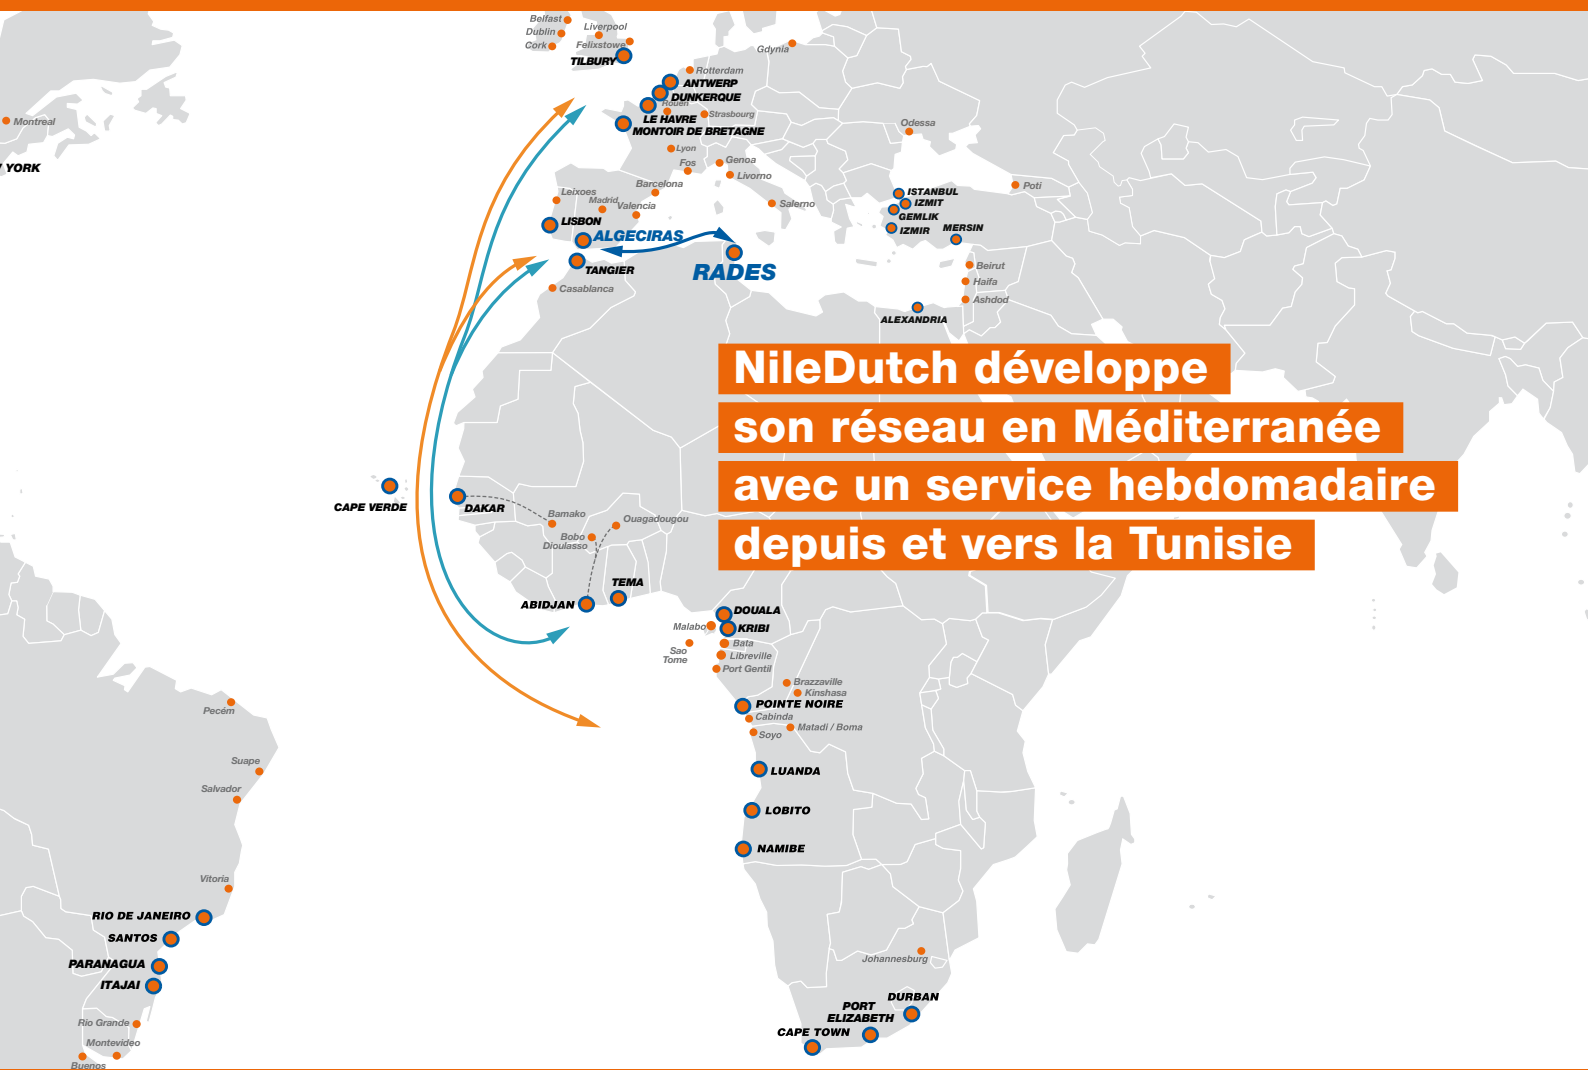 Belfast
Dublin
Cork
Liverpool
Felixstowe
TILBURY
Gdynia
Rotterdam
ANTWERP
DUNKERQUE
Rouen
Strasbourg
LE HAVRE
MONTOIR DE BRETAGNE
Montreal
YORK
Odessa
Lyon
Fos
Genoa
Livorno
Barcelona
Leixoes
Madrid
Valencia
Salerno
Poti
ISTANBUL
IZMIT
GEMLIK
IZMIR
MERSIN
LISBON
ALGECIRAS
RADES
TANGIER
Casablanca
Beirut
Haifa
Ashdod
ALEXANDRIA
NileDutch développe
son réseau en Méditerranée
avec un service hebdomadaire
depuis et vers la Tunisie
CAPE VERDE
DAKAR
Bamako
Bobo
Dioulasso
Ouagadougou
TEMA
ABIDJAN
DOUALA
KRIBI
Malabo
Bata
Sao
Tome
Libreville
Port Gentil
Brazzaville
Kinshasa
POINTE NOIRE
Cabinda
Matadi / Boma
Soyo
LUANDA
LOBITO
NAMIBE
Pecém
Suape
Salvador
Vitoria
RIO DE JANEIRO
SANTOS
PARANAGUA
ITAJAI
Rio Grande
Montevideo
Buenos
Johannesburg
DURBAN
PORT
ELIZABETH
CAPE TOWN